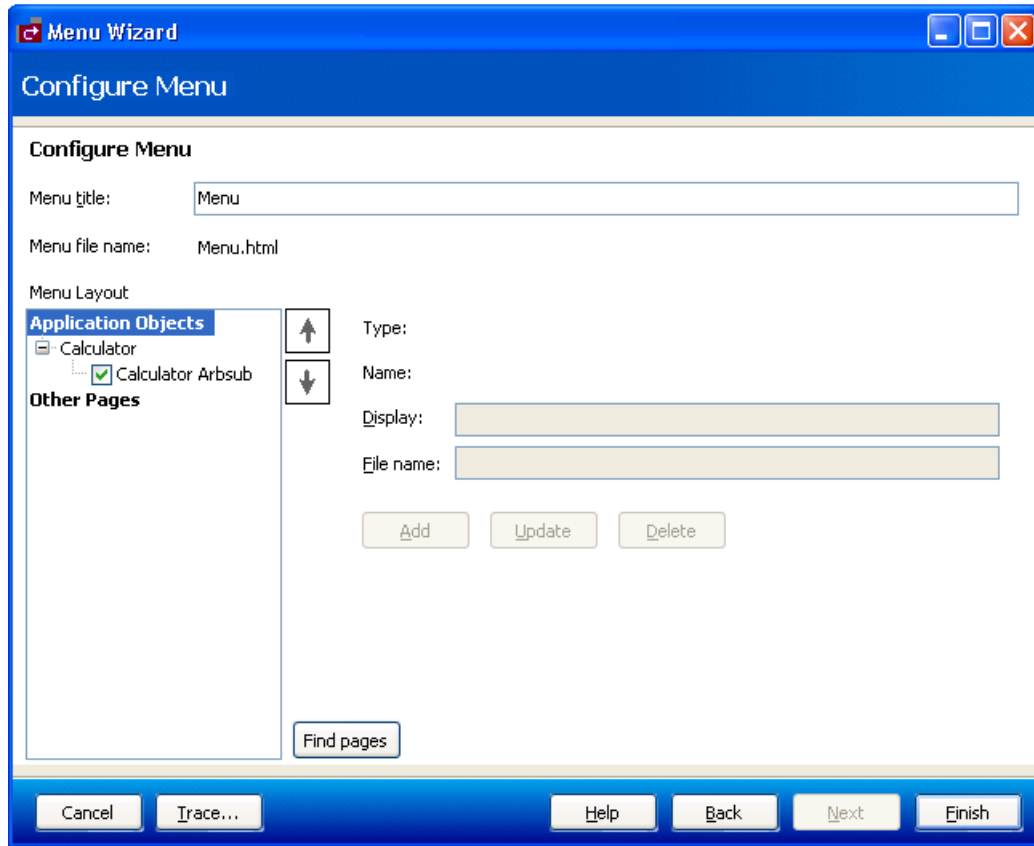 Menu Wizard
Configure Menu
Configure Menu
Menu title: Menu
Menu file name: Menu.html
Menu Layout
Application Objects
Calculator
Calculator Arbsub
Other Pages
Type:
Name:
Display:
File name:
Add Update Delete
Find pages
Cancel Trace... Help Back Next Finish